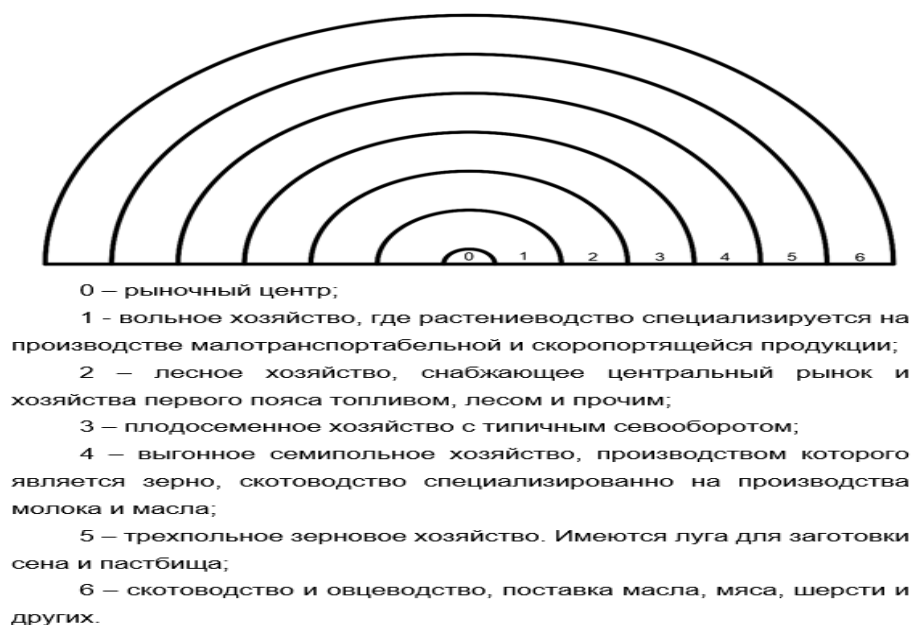 0 1 2 3 4 5 6
0 – рыночный центр;
1 - вольное хозяйство, где растениеводство специализируется на
производстве малотранспортабельной и скоропортящейся продукции;
2 – лесное хозяйство, снабжающее центральный рынок и
хозяйства первого пояса топливом, лесом и прочим;
3 – плодосеменное хозяйство с типичным севооборотом;
4 – выгонное семипольное хозяйство, производством которого
является зерно, скотоводство специализированно на производства
молока и масла;
5 – трехпольное зерновое хозяйство. Имеются луга для заготовки
сена и пастбища;
6 – скотоводство и овцеводство, поставка масла, мяса, шерсти и
других.